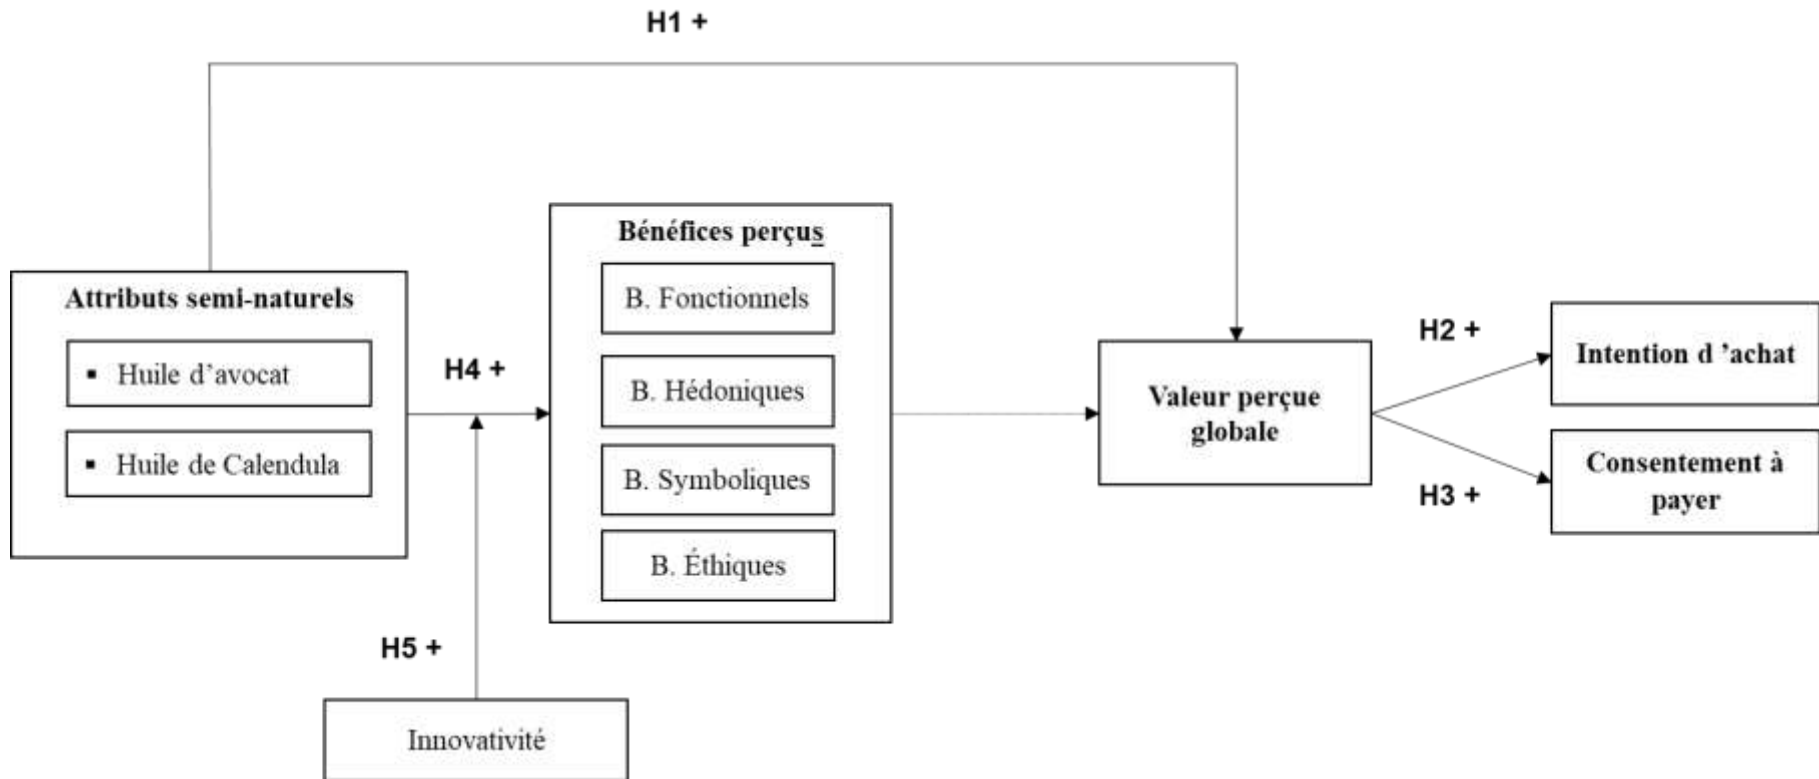 H1 +
Bénéfices perçus
B. Fonctionnels
B. Hédoniques
B. Symboliques
B. Éthiques
Attributs semi-naturels
▪ Huile d’avocat
▪ Huile de Calendula
H4 +
H5 +
Innovativité
Valeur perçue
globale
H2 +
H3 +
Intention d ’achat
Consentement à
payer